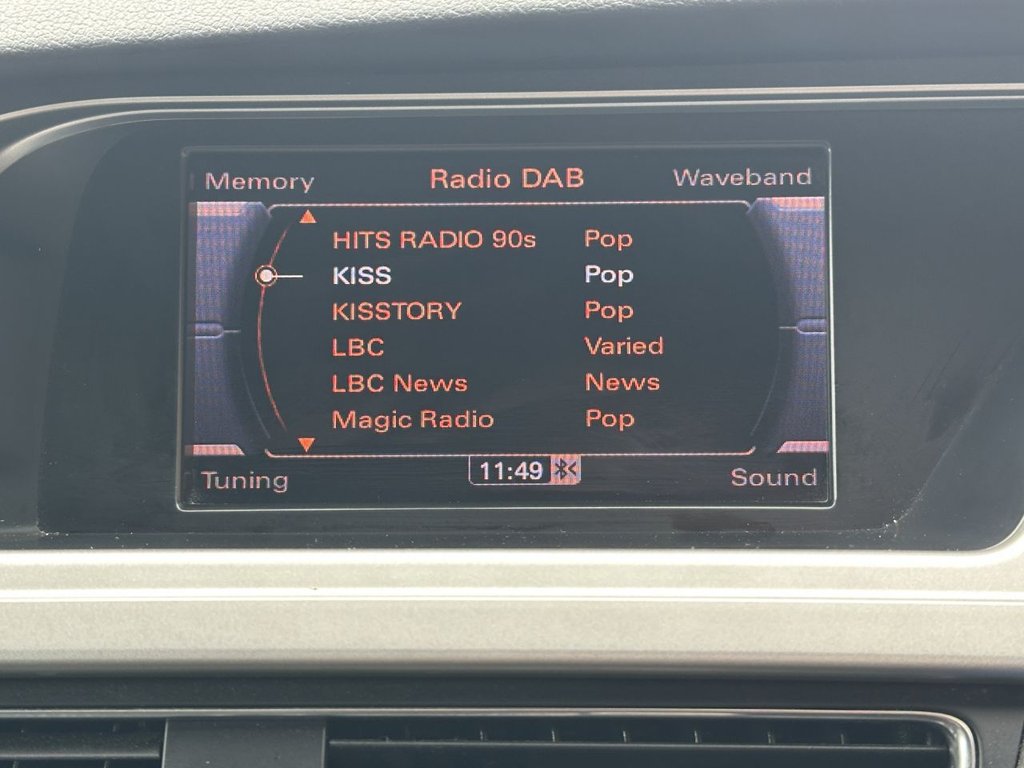 Memory Radio DAB Waveband
HITS RADIO 90s Pop
KISS Pop
KISSTORY Pop
LBC Varied
LBC News News
Magic Radio Pop
Tuning 11:49 Sound